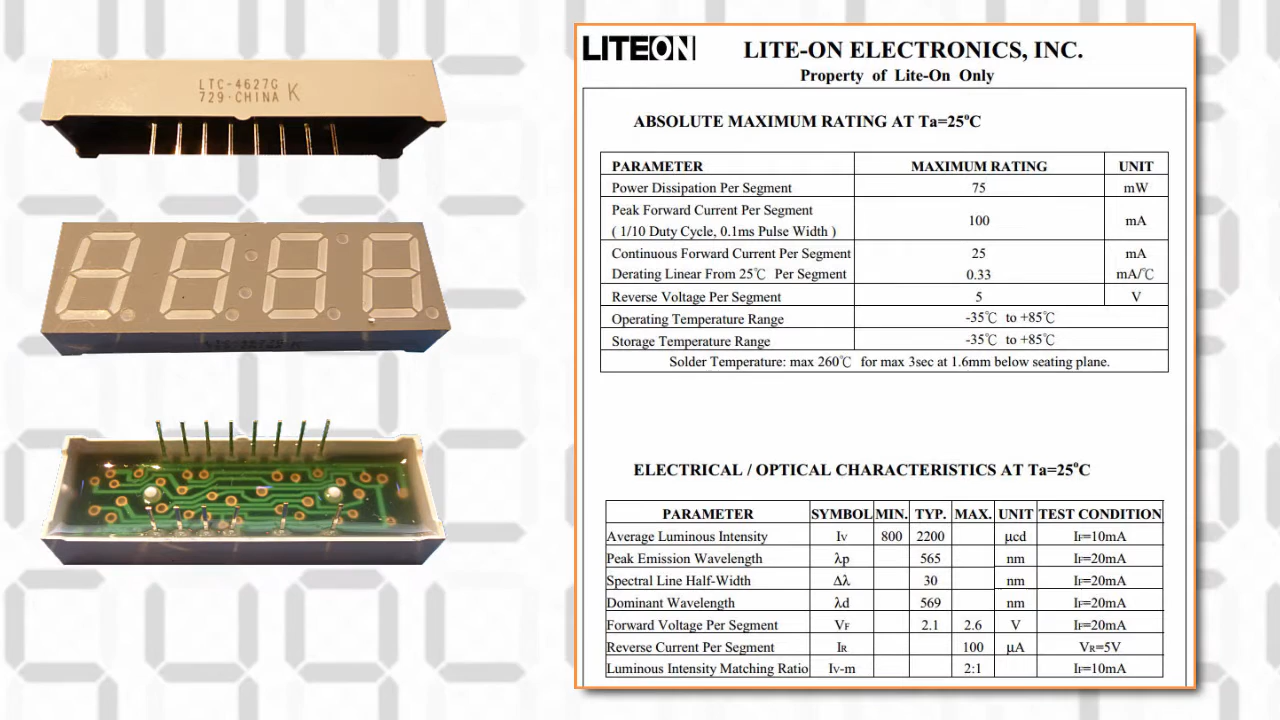 LTC-4627G
729-CHINA K
LITEON
LITE-ON ELECTRONICS, INC.
Property of Lite-On Only
ABSOLUTE MAXIMUM RATING AT Ta=25°C
PARAMETER MAXIMUM RATING UNIT
Power Dissipation Per Segment 75 mW
Peak Forward Current Per Segment
( 1/10 Duty Cycle, 0.1ms Pulse Width ) 100 mA
Continuous Forward Current Per Segment 25 mA
Derating Linear From 25℃ Per Segment 0.33 mA/℃
Reverse Voltage Per Segment 5 V
Operating Temperature Range -35℃ to +85℃
Storage Temperature Range -35℃ to +85℃
Solder Temperature: max 260℃ for max 3sec at 1.6mm below seating plane.
ELECTRICAL / OPTICAL CHARACTERISTICS AT Ta=25°C
PARAMETER SYMBOL MIN. TYP. MAX. UNIT TEST CONDITION
Average Luminous Intensity IV 800 2200 μcd IF=10mA
Peak Emission Wavelength λp 565 nm IF=20mA
Spectral Line Half-Width Δλ 30 nm IF=20mA
Dominant Wavelength λd 569 nm IF=20mA
Forward Voltage Per Segment VF 2.1 2.6 V IF=20mA
Reverse Current Per Segment IR 100 μA VR=5V
Luminous Intensity Matching Ratio IV-m 2:1 IF=10mA